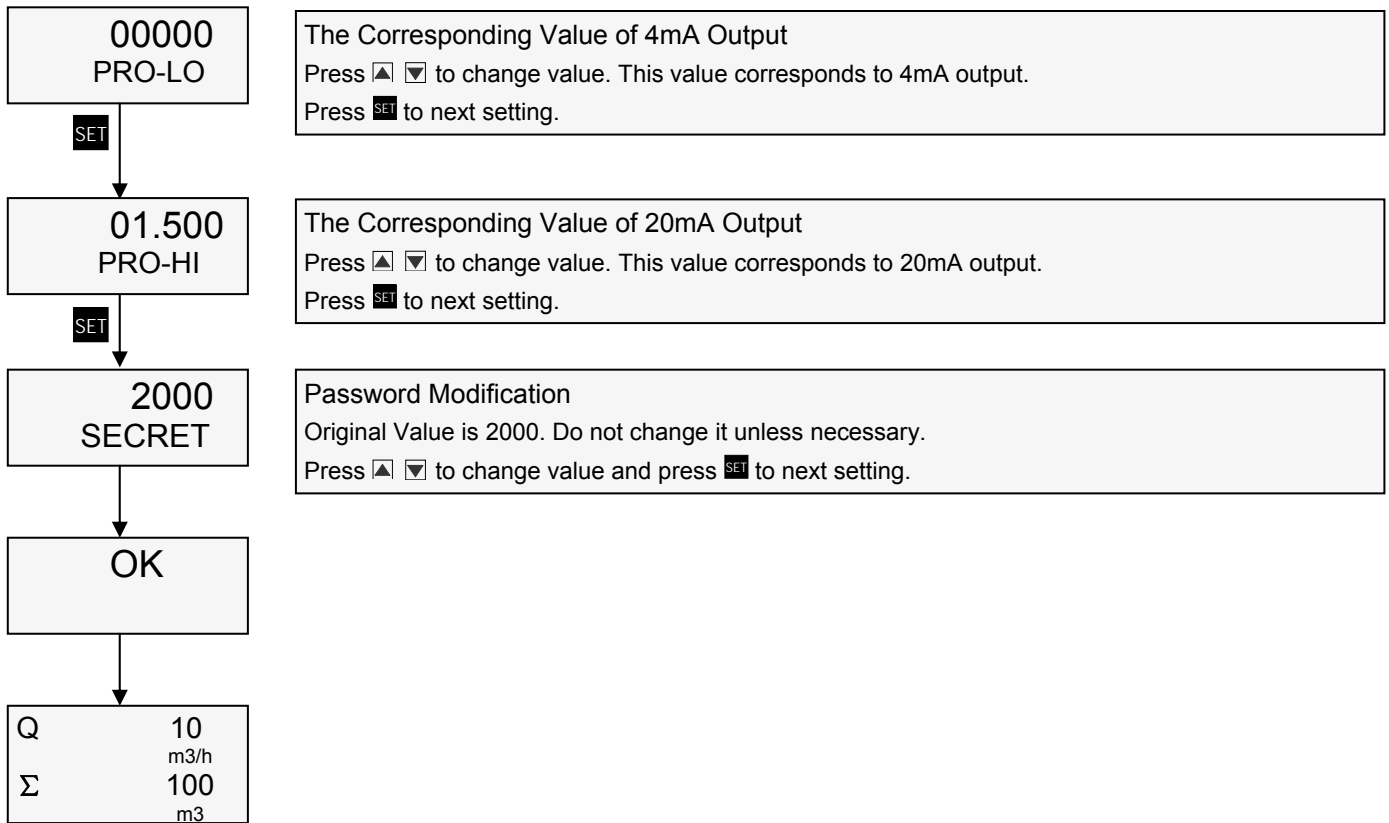 00000
PRO-LO
The Corresponding Value of 4mA Output
Press ▲ ▼ to change value. This value corresponds to 4mA output.
Press SET to next setting.
SET
01.500
PRO-HI
The Corresponding Value of 20mA Output
Press ▲ ▼ to change value. This value corresponds to 20mA output.
Press SET to next setting.
SET
2000
SECRET
Password Modification
Original Value is 2000. Do not change it unless necessary.
Press ▲ ▼ to change value and press SET to next setting.
OK
Q 10
m3/h
Σ 100
m3